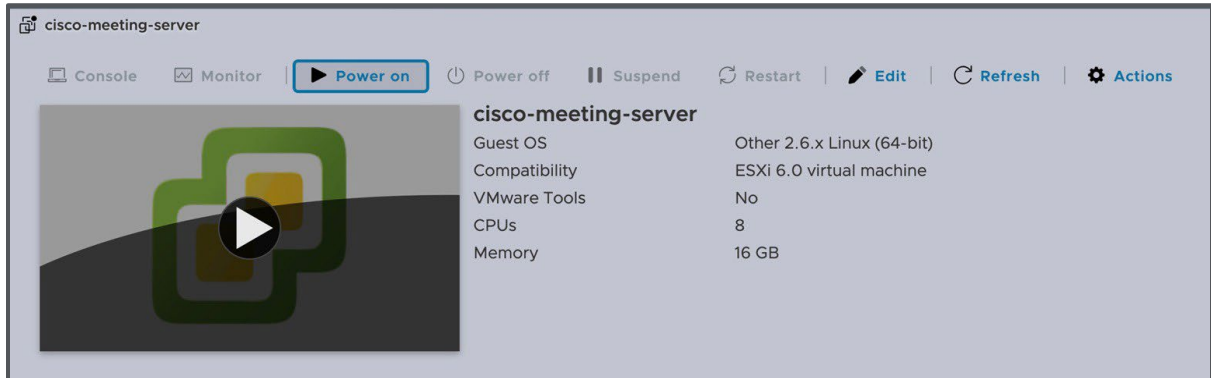 cisco-meeting-server
Console Monitor Power on Power off Suspend Restart Edit Refresh Actions
cisco-meeting-server
Guest OS Other 2.6.x Linux (64-bit)
Compatibility ESXi 6.0 virtual machine
VMware Tools No
CPUs 8
Memory 16 GB